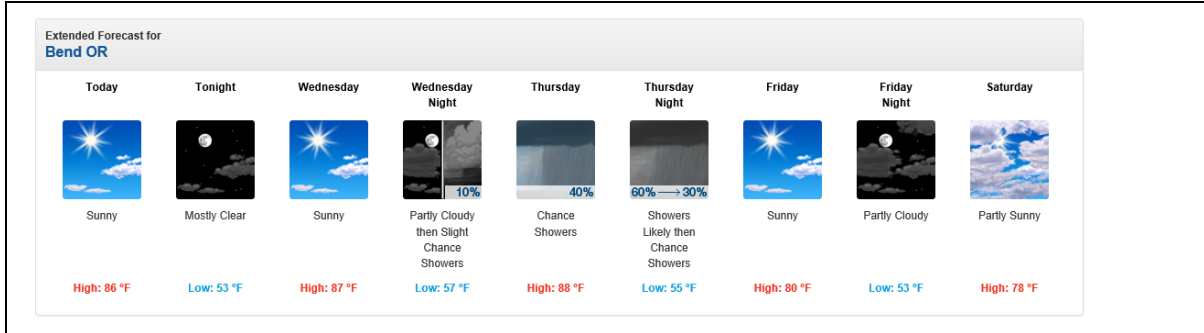 Extended Forecast for
Bend OR
Today
Tonight
Wednesday
Wednesday
Night
Thursday
Thursday
Night
Friday
Friday
Night
Saturday
10%
40%
60% → 30%
Sunny
Mostly Clear
Sunny
Partly Cloudy
then Slight
Chance
Showers
Chance
Showers
Showers
Likely then
Chance
Showers
Sunny
Partly Cloudy
Partly Sunny
High: 86 °F
Low: 53 °F
High: 87 °F
Low: 57 °F
High: 88 °F
Low: 55 °F
High: 80 °F
Low: 53 °F
High: 78 °F